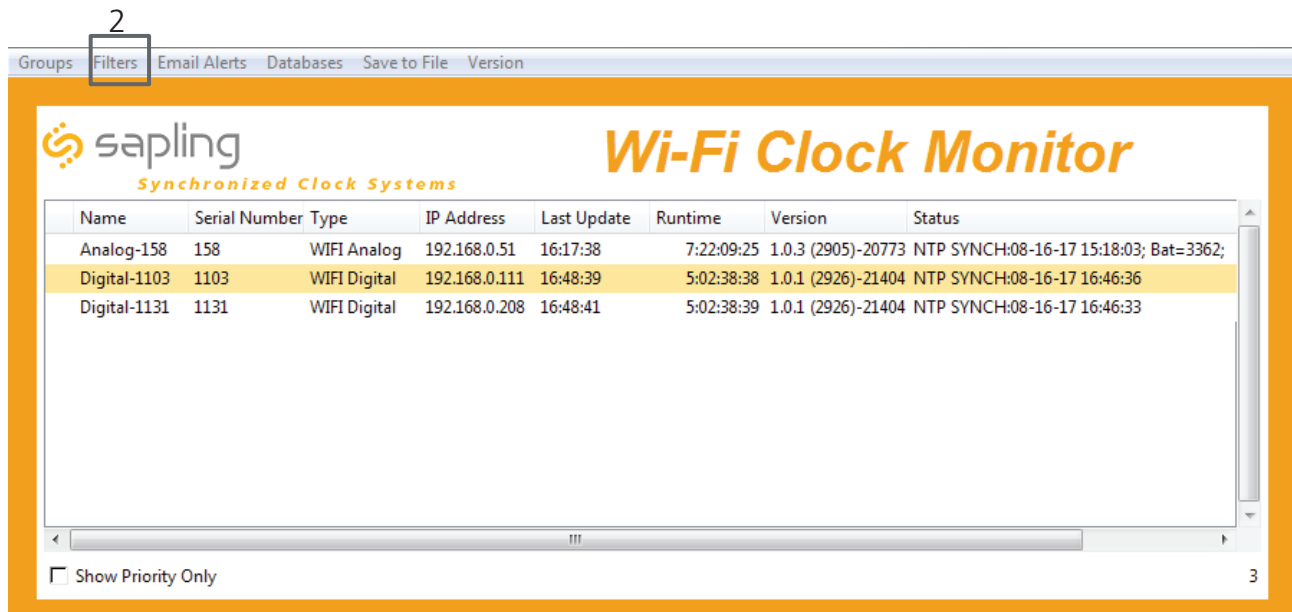 2
Groups Filters Email Alerts Databases Save to File Version
sapling
Synchronized Clock Systems
Wi-Fi Clock Monitor
Name Serial Number Type IP Address Last Update Runtime Version Status
Analog-158 158 WIFI Analog 192.168.0.51 16:17:38 7:22:09:25 1.0.3 (2905)-20773 NTP SYNCH:08-16-17 15:18:03; Bat=3362;
Digital-1103 1103 WIFI Digital 192.168.0.111 16:48:39 5:02:38:38 1.0.1 (2926)-21404 NTP SYNCH:08-16-17 16:46:36
Digital-1131 1131 WIFI Digital 192.168.0.208 16:48:41 5:02:38:39 1.0.1 (2926)-21404 NTP SYNCH:08-16-17 16:46:33
Show Priority Only 3